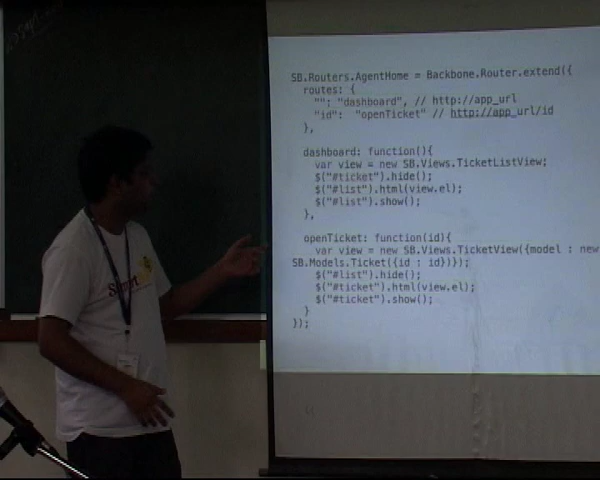 SB.Routers.AgentHome = Backbone.Router.extend({
routes: {
"": "dashboard", // http://app_url
"id": "openTicket" // http://app_url/id
},
dashboard: function(){
var view = new SB.Views.TicketListView;
$("#ticket").hide();
$("#list").html(view.el);
$("#list").show();
},
openTicket: function(id){
var view = new SB.Views.TicketView({model : new
SB.Models.Ticket({id : id})});
$("#list").hide();
$("#ticket").html(view.el);
$("#ticket").show();
}
});